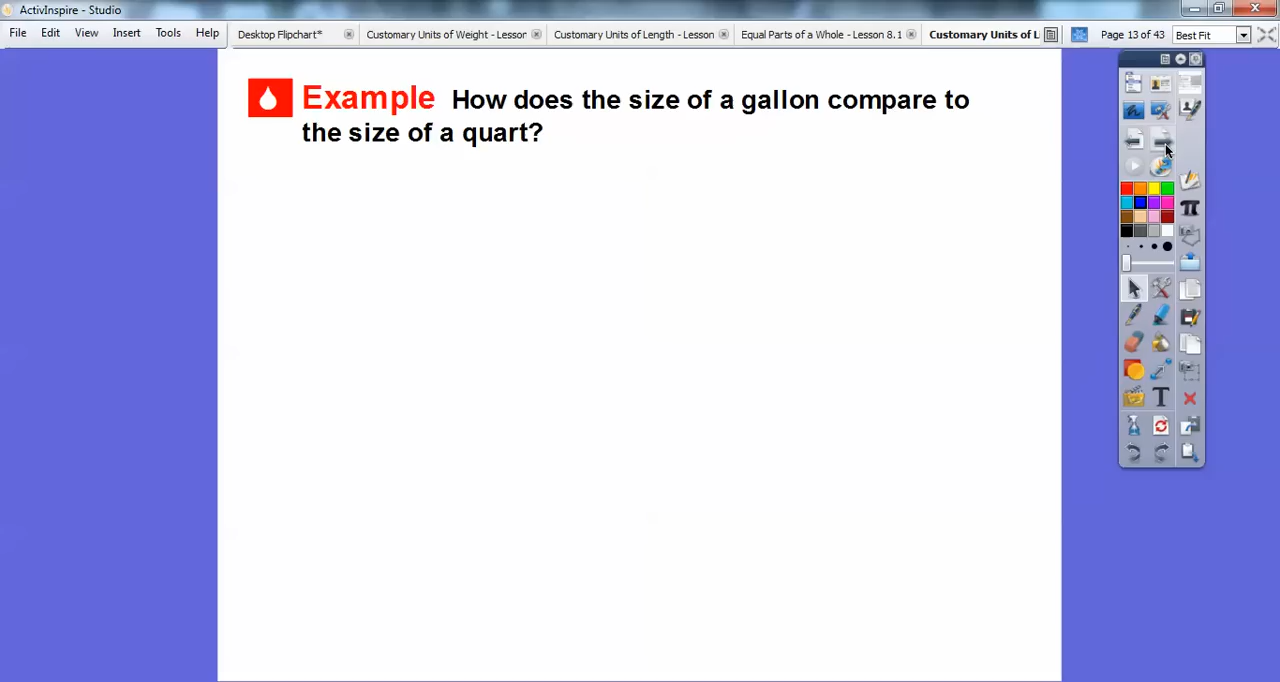 ActivInspire - Studio
File Edit View Insert Tools Help
Desktop Flipchart* Customary Units of Weight - Lesson Customary Units of Length - Lesson Equal Parts of a Whole - Lesson 8.1 Customary Units of L Page 13 of 43 Best Fit
Example How does the size of a gallon compare to
the size of a quart?
T